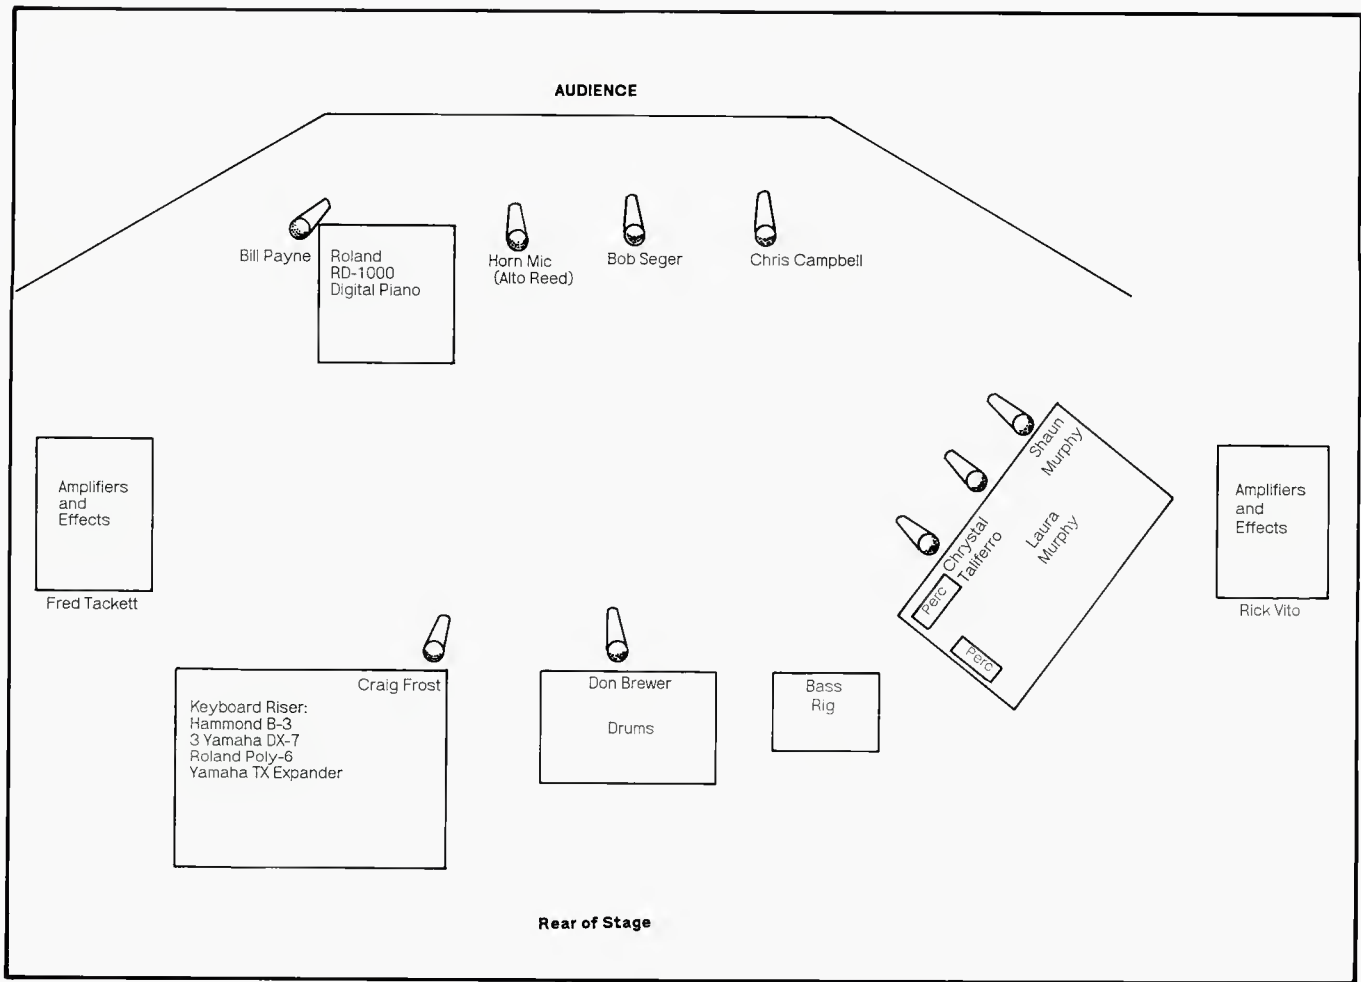 AUDIENCE
Bill Payne
Roland
RD-1000
Digital Piano
Horn Mic
(Alto Reed)
Bob Seger
Chris Campbell
Amplifiers
and
Effects
Fred Tackett
Shaun
Murphy
Laura
Murphy
Chrystal
Taliferro
Perc
Perc
Amplifiers
and
Effects
Rick Vito
Craig Frost
Keyboard Riser:
Hammond B-3
3 Yamaha DX-7
Roland Poly-6
Yamaha TX Expander
Don Brewer
Drums
Bass
Rig
Rear of Stage